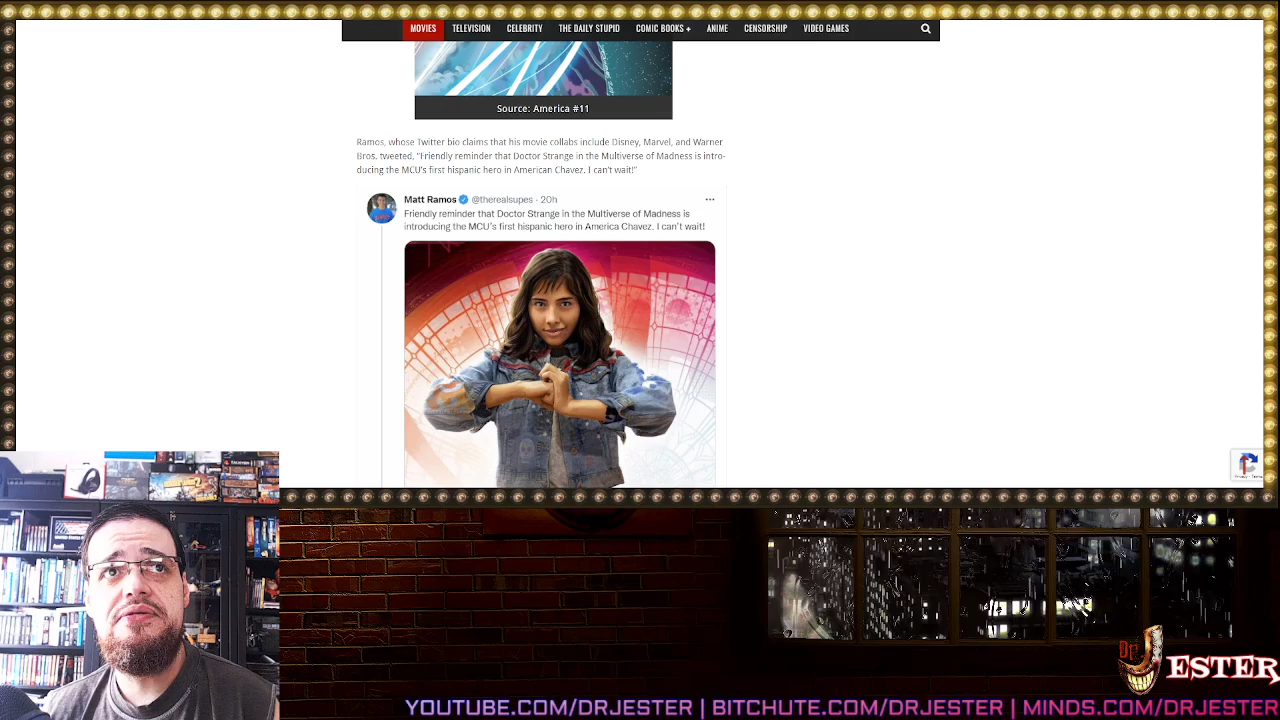 MOVIES TELEVISION CELEBRITY THE DAILY STUPID COMIC BOOKS + ANIME CENSORSHIP VIDEO GAMES
Source: America #11
Ramos, whose Twitter bio claims that his movie collabs include Disney, Marvel, and Warner
Bros. tweeted, "Friendly reminder that Doctor Strange in the Multiverse of Madness is intro-
ducing the MCU's first hispanic hero in American Chavez. I can't wait!"
Matt Ramos @therealsupes · 20h
Friendly reminder that Doctor Strange in the Multiverse of Madness is
introducing the MCU's first hispanic hero in America Chavez. I can't wait!
Privacy - Terms
Dr JESTER
YOUTUBE.COM/DRJESTER | BITCHUTE.COM/DRJESTER | MINDS.COM/DRJESTER